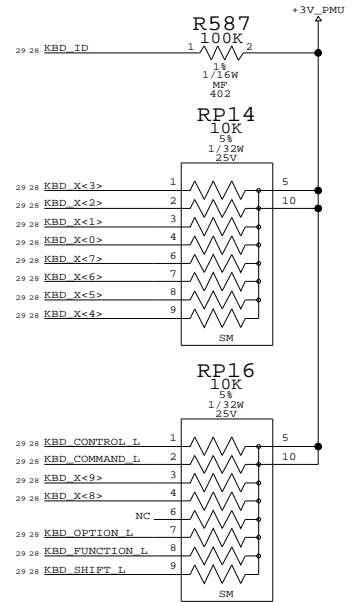 +3V_PMU
R587
100K
29 28 KBD_ID 1 2
1%
1/16W
MF
402
RP14
10K
5%
1/32W
25V
29 28 KBD_X<3> 1 5
29 28 KBD_X<2> 2 10
29 28 KBD_X<1> 3
29 28 KBD_X<0> 4
29 28 KBD_X<7> 6
29 28 KBD_X<6> 7
29 28 KBD_X<5> 8
29 28 KBD_X<4> 9
SM
RP16
10K
5%
1/32W
25V
29 28 KBD_CONTROL_L 1 5
29 28 KBD_COMMAND_L 2 10
29 28 KBD_X<9> 3
29 28 KBD_X<8> 4
NC 6
29 28 KBD_OPTION_L 7
29 28 KBD_FUNCTION_L 8
29 28 KBD_SHIFT_L 9
SM